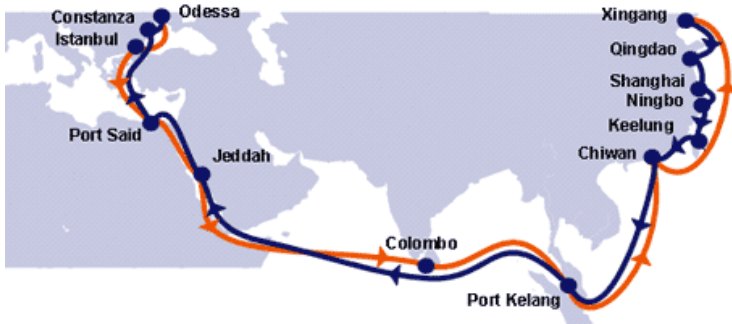 Constanza
Odessa
Istanbul
Xingang
Qingdao
Shanghai
Ningbo
Keelung
Port Said
Jeddah
Chiwan
Colombo
Port Kelang